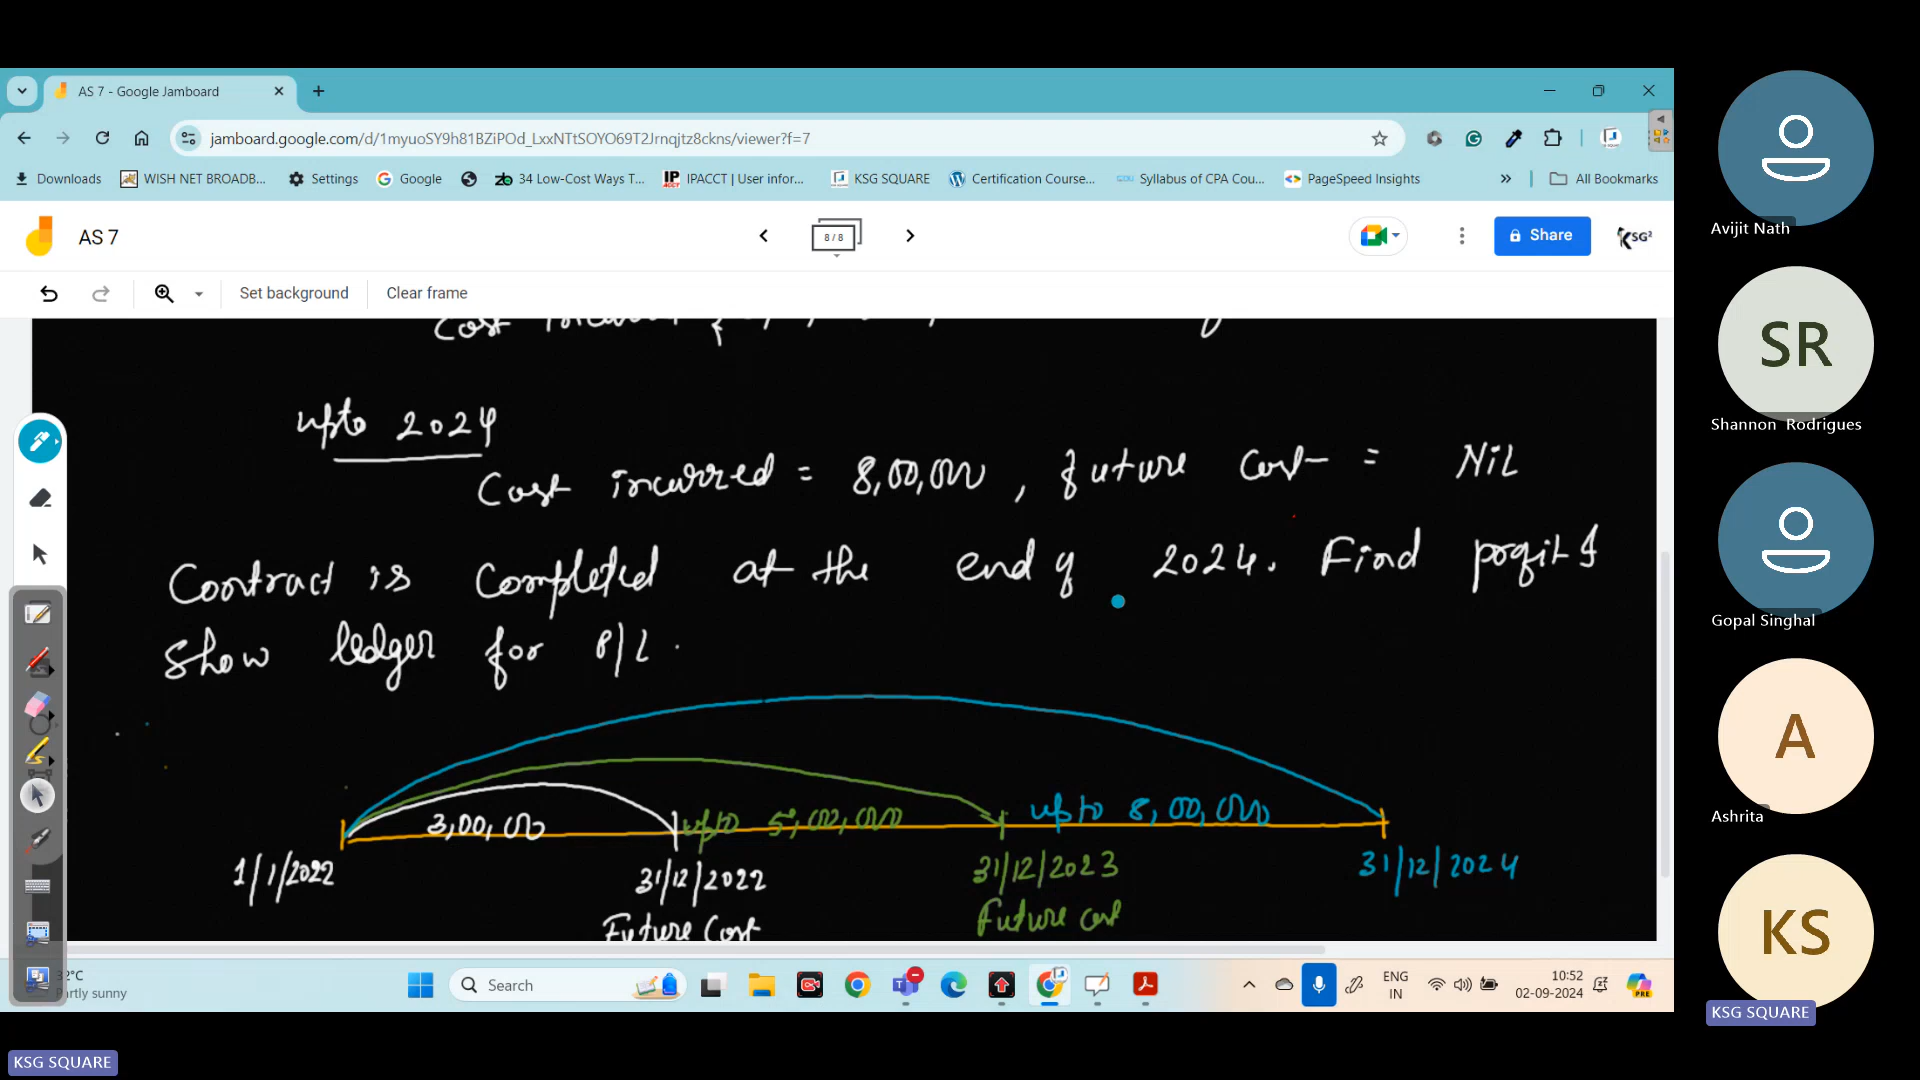 AS 7 - Google Jamboard
jamboard.google.com/d/1myuoSY9h81BZiPOd_LxxNTtSOYO69T2Jrnqjtz8ckns/viewer?f=7
Downloads WISH NET BROADB... Settings Google 34 Low-Cost Ways T... IPACCT | User infor... KSG SQUARE Certification Course... Syllabus of CPA Cou... PageSpeed Insights » All Bookmarks
AS 7 8 / 8 Share KSG²
Set background Clear frame
Cost incurred
upto 2024
Cost incurred = 8,00,000, future cost = Nil
Contract is completed at the end of 2024. Find profit &
Show ledger for P/L.
3,00,000 upto 5,00,000 upto 8,00,000
1/1/2022 31/12/2022 31/12/2023 31/12/2024
Future Cost Future cost
Partly sunny
Search
ENG
IN
10:52
02-09-2024
PRE
Avijit Nath
SR
Shannon Rodrigues
Gopal Singhal
A
Ashrita
KS
KSG SQUARE
KSG SQUARE